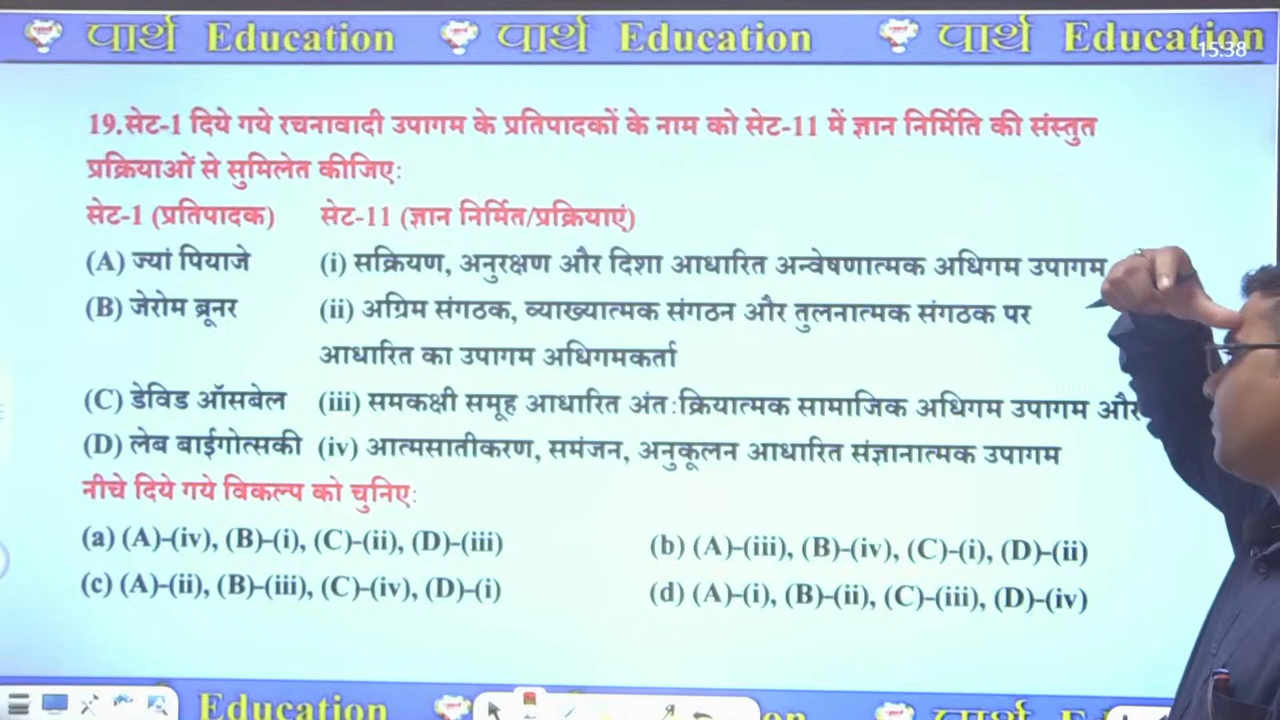 पार्थ Education पार्थ Education पार्थ Education
15:38
19.सेट-1 दिये गये रचनावादी उपागम के प्रतिपादकों के नाम को सेट-11 में ज्ञान निर्मिति की संस्तुत
प्रक्रियाओं से सुमिलेत कीजिए:
सेट-1 (प्रतिपादक) सेट-11 (ज्ञान निर्मित/प्रक्रियाएं)
(A) ज्यां पियाजे (i) सक्रियण, अनुरक्षण और दिशा आधारित अन्वेषणात्मक अधिगम उपागम
(B) जेरोम ब्रूनर (ii) अग्रिम संगठक, व्याख्यात्मक संगठन और तुलनात्मक संगठक पर
आधारित का उपागम अधिगमकर्ता
(C) डेविड ऑसबेल (iii) समकक्षी समूह आधारित अंत:क्रियात्मक सामाजिक अधिगम उपागम और
(D) लेब बाईगोत्सकी (iv) आत्मसातीकरण, समंजन, अनुकूलन आधारित संज्ञानात्मक उपागम
नीचे दिये गये विकल्प को चुनिए:
(a) (A)-(iv), (B)-(i), (C)-(ii), (D)-(iii) (b) (A)-(iii), (B)-(iv), (C)-(i), (D)-(ii)
(c) (A)-(ii), (B)-(iii), (C)-(iv), (D)-(i) (d) (A)-(i), (B)-(ii), (C)-(iii), (D)-(iv)
Education